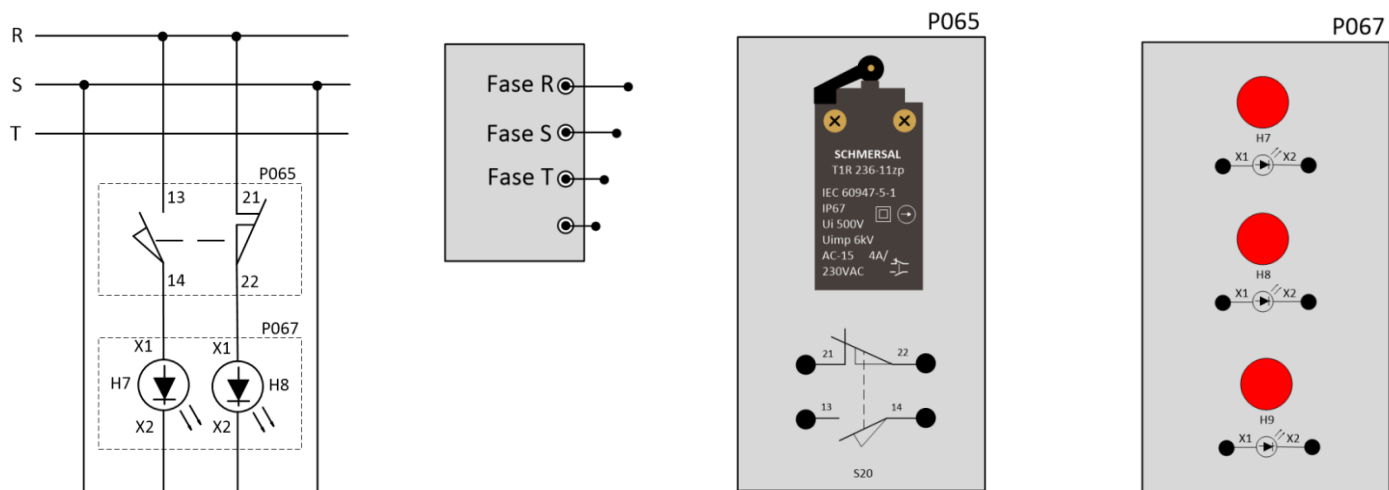 R
S
T
P065
13
21
14
22
P067
X1
X1
H7
H8
X2
X2
Fase R
Fase S
Fase T
P065
SCHMERSAL
T1R 236-11zp
IEC 60947-5-1
IP67
Ui 500V
Uimp 6kV
AC-15 4A/
230VAC
21
22
13
14
S20
P067
H7
X1 X2
H8
X1 X2
H9
X1 X2